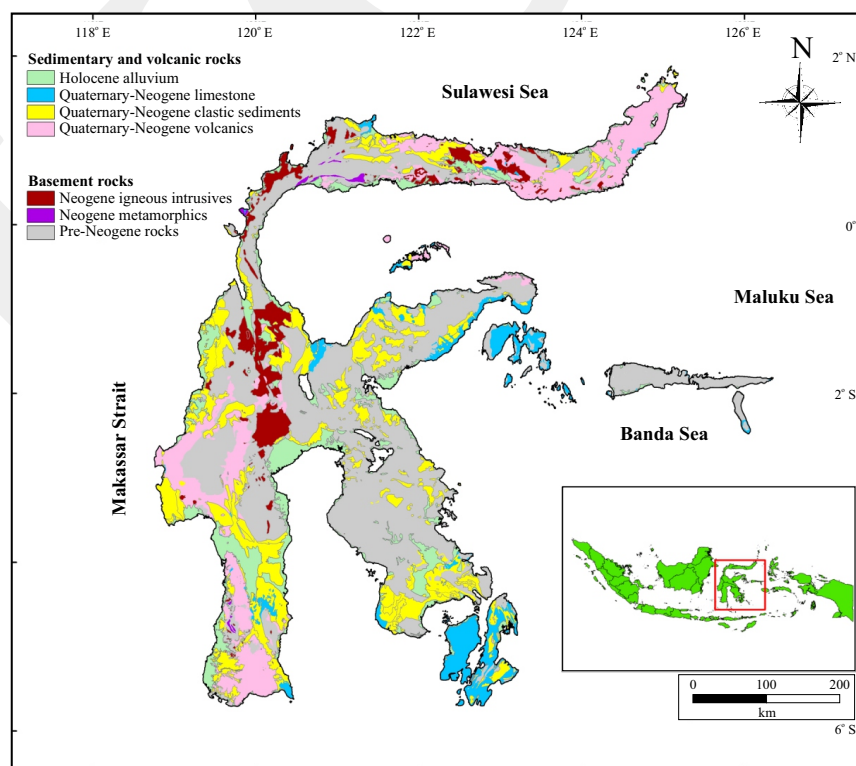 118° E
120° E
122° E
124° E
126° E
Sedimentary and volcanic rocks
Holocene alluvium
Quaternary-Neogene limestone
Quaternary-Neogene clastic sediments
Quaternary-Neogene volcanics
Basement rocks
Neogene igneous intrusives
Neogene metamorphics
Pre-Neogene rocks
Sulawesi Sea
N
2° N
0°
Maluku Sea
2° S
Banda Sea
Makassar Strait
0 100 200
km
6° S